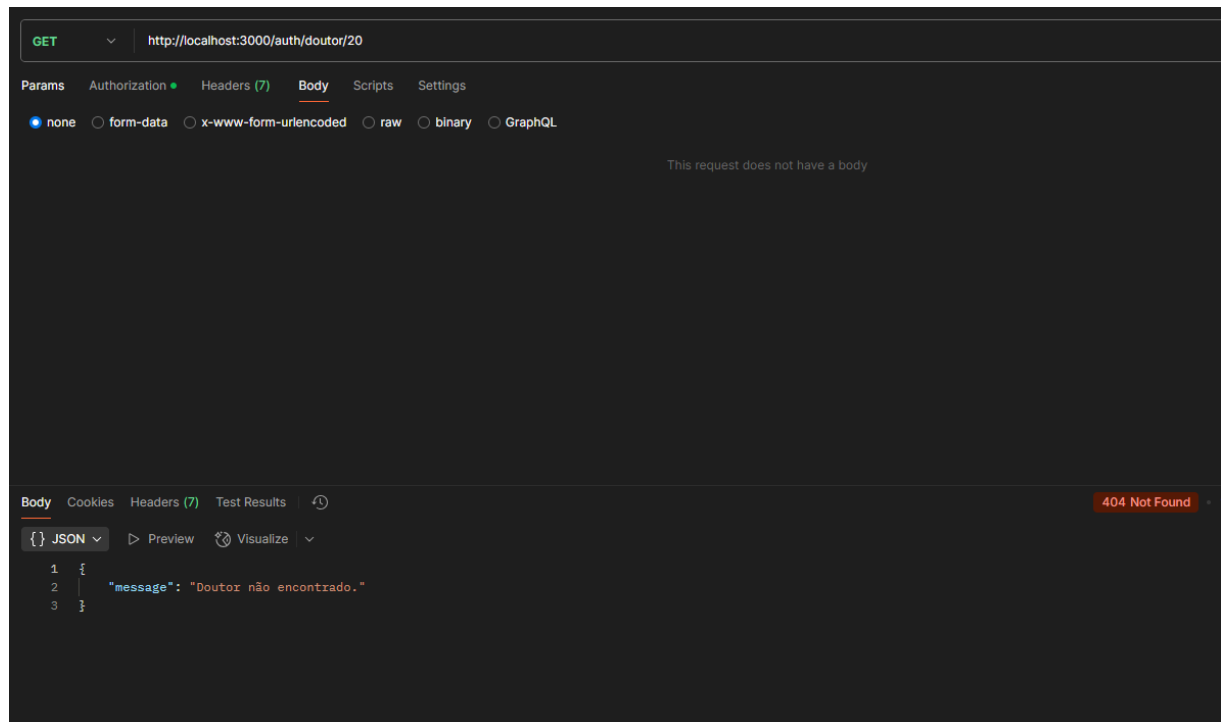 GET http://localhost:3000/auth/doutor/20
Params Authorization Headers (7) Body Scripts Settings
none form-data x-www-form-urlencoded raw binary GraphQL
This request does not have a body
Body Cookies Headers (7) Test Results 404 Not Found
{} JSON Preview Visualize
1 {
2 "message": "Doutor não encontrado."
3 }